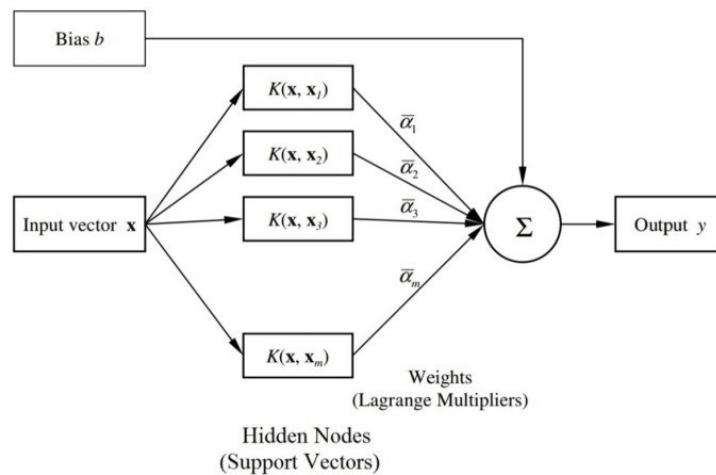 Bias b
K(x, x₁)
ᾱ₁
K(x, x₂)
ᾱ₂
Input vector x
K(x, x₃)
ᾱ₃
Σ
Output y
ᾱₘ
K(x, xₘ)
Weights
(Lagrange Multipliers)
Hidden Nodes
(Support Vectors)